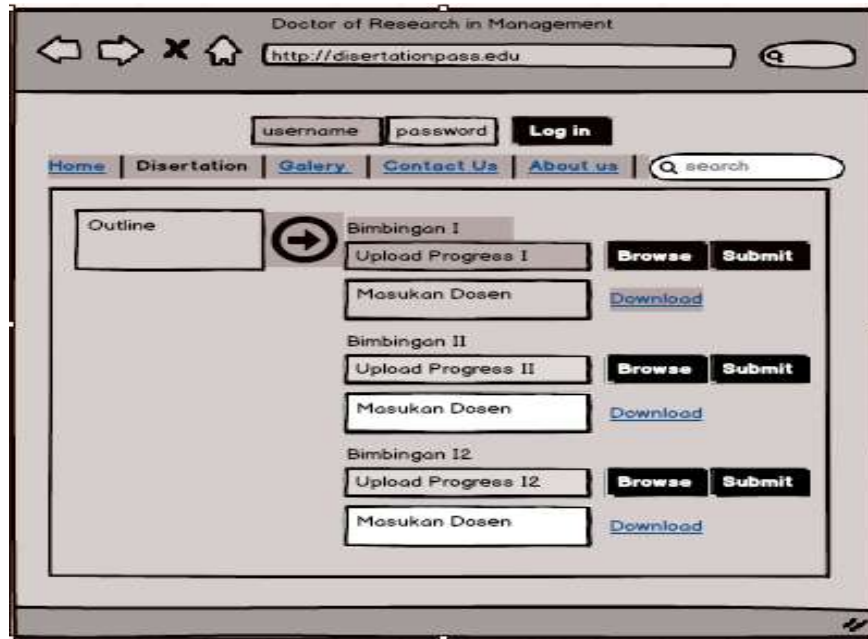 Doctor of Research in Management
http://disertationpass.edu
username password Log in
Home | Disertation | Galery | Contact Us | About us | search
Outline
Bimbingan I
Upload Progress I Browse Submit
Masukan Dosen Download
Bimbingan II
Upload Progress II Browse Submit
Masukan Dosen Download
Bimbingan I2
Upload Progress I2 Browse Submit
Masukan Dosen Download